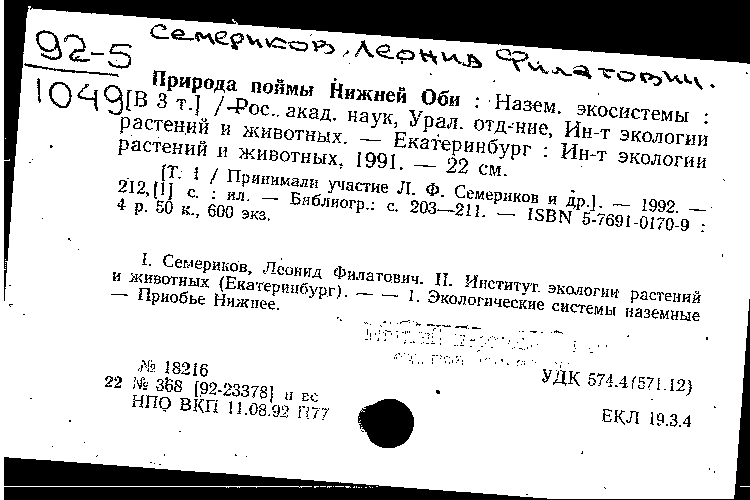 92-5
1049
Семериков, Леонид Филатович.
Природа поймы Нижней Оби : Назем. экосистемы :
[В 3 т.] / Рос. акад. наук, Урал. отд-ние, Ин-т экологии
растений и животных. — Екатеринбург : Ин-т экологии
растений и животных, 1991. — 22 см.
[Т. 1 / Принимали участие Л. Ф. Семериков и др.]. — 1992. —
212,[1] с. : ил. — Библиогр.: с. 203—211. — ISBN 5-7691-0170-9 :
4 р. 50 к., 600 экз.
I. Семериков, Леонид Филатович. II. Институт экологии растений
и животных (Екатеринбург). — — 1. Экологические системы наземные
— Приобье Нижнее.
№ 18216
УДК 574.4(571.12)
22 № 368 [92-23378] п вс
НПО ВКП 11.08.92 П77
ЕКЛ 19.3.4